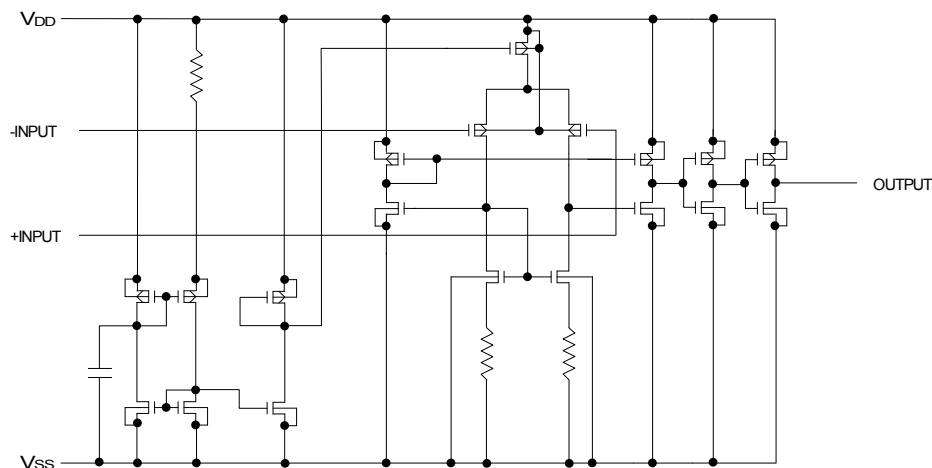 VDD
-INPUT
OUTPUT
+INPUT
VSS